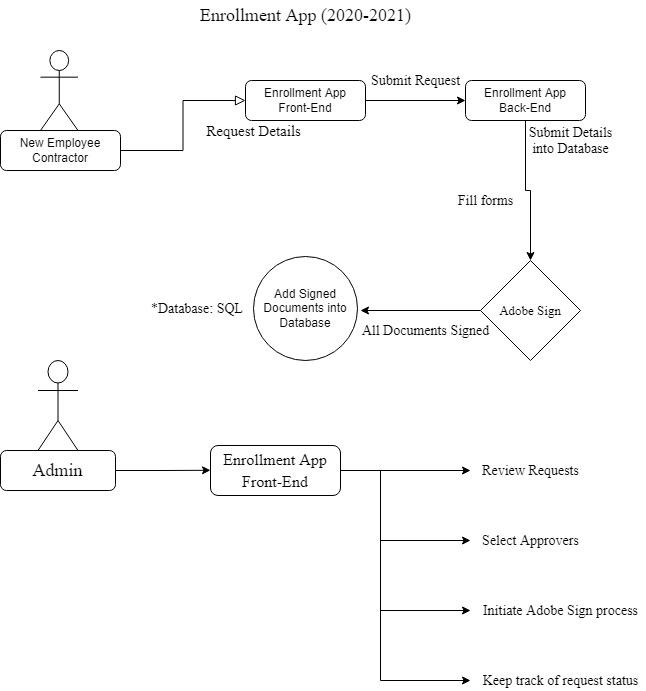 Enrollment App (2020-2021)
New Employee
Contractor
Request Details
Enrollment App
Front-End
Submit Request
Enrollment App
Back-End
Submit Details
into Database
Fill forms
Adobe Sign
All Documents Signed
Add Signed
Documents into
Database
*Database: SQL
Admin
Enrollment App
Front-End
Review Requests
Select Approvers
Initiate Adobe Sign process
Keep track of request status